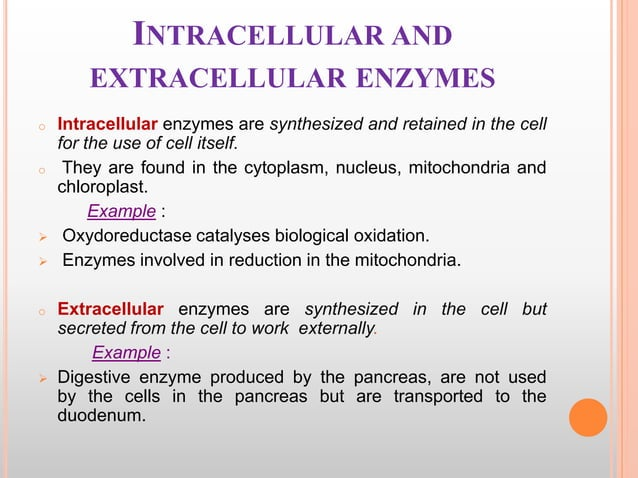 INTRACELLULAR AND
EXTRACELLULAR ENZYMES
o Intracellular enzymes are synthesized and retained in the cell
for the use of cell itself.
o They are found in the cytoplasm, nucleus, mitochondria and
chloroplast.
Example :
➢ Oxydoreductase catalyses biological oxidation.
➢ Enzymes involved in reduction in the mitochondria.
o Extracellular enzymes are synthesized in the cell but
secreted from the cell to work externally.
Example :
➢ Digestive enzyme produced by the pancreas, are not used
by the cells in the pancreas but are transported to the
duodenum.